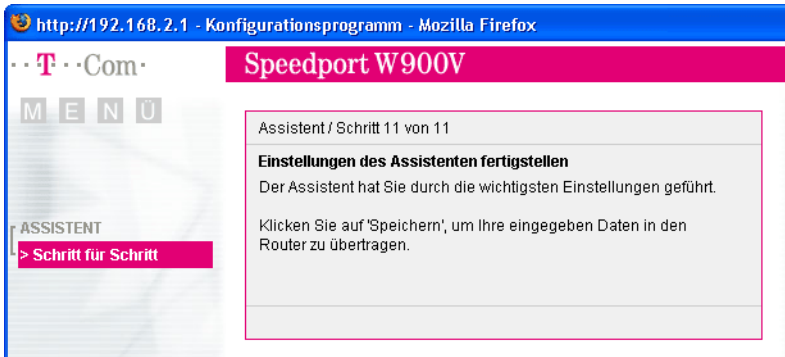 http://192.168.2.1 - Konfigurationsprogramm - Mozilla Firefox
· · T · · Com ·
Speedport W900V
MENÜ
Assistent / Schritt 11 von 11
Einstellungen des Assistenten fertigstellen
Der Assistent hat Sie durch die wichtigsten Einstellungen geführt.
Klicken Sie auf 'Speichern', um Ihre eingegeben Daten in den
Router zu übertragen.
ASSISTENT
> Schritt für Schritt